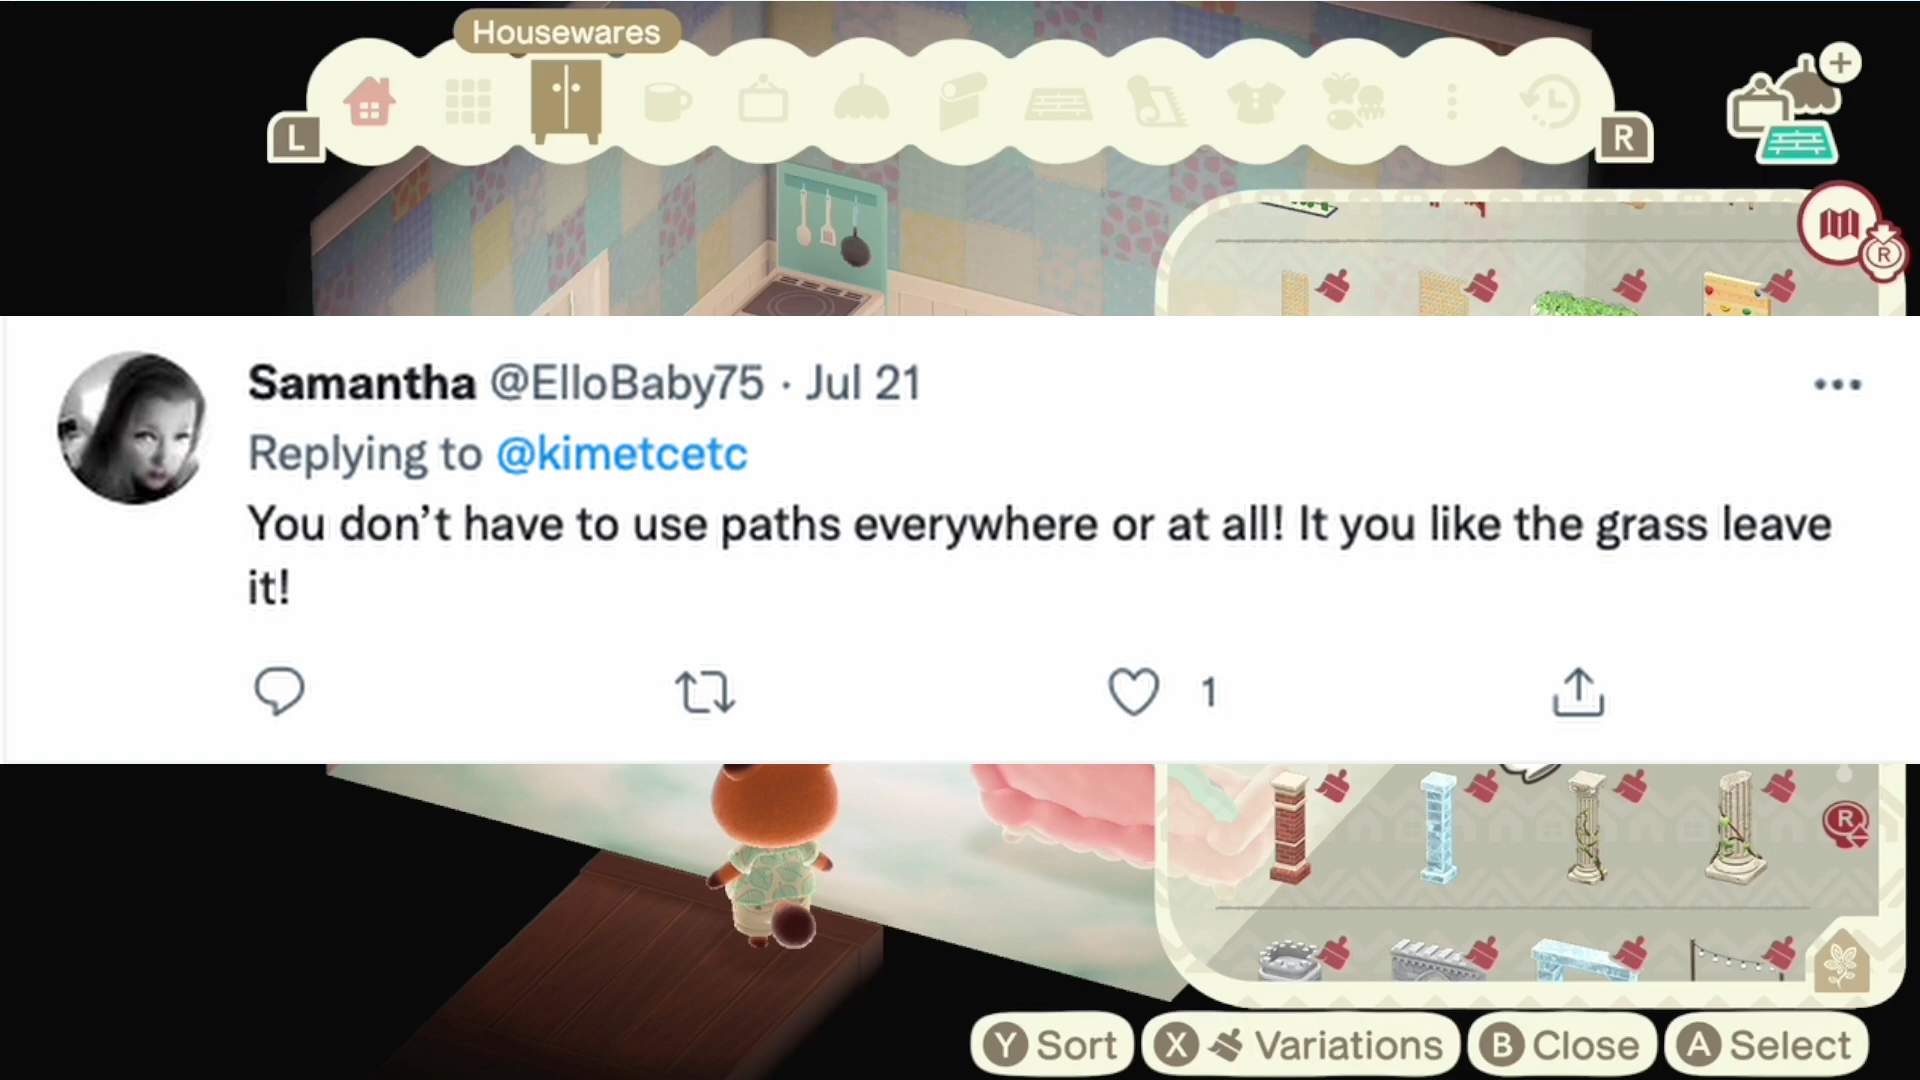 Housewares
L
R
R
Samantha @ElloBaby75 · Jul 21
Replying to @kimetcetc
You don’t have to use paths everywhere or at all! It you like the grass leave
it!
1
R
Y Sort X Variations B Close A Select